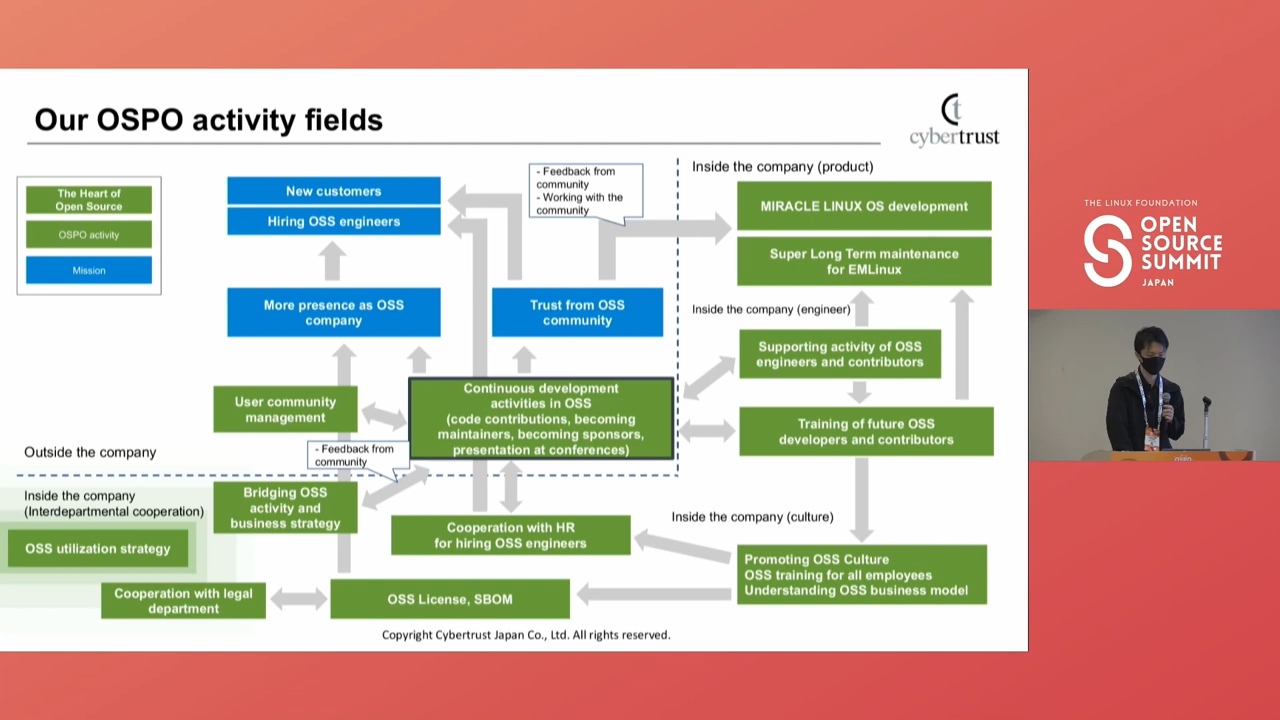 Our OSPO activity fields
cybertrust
The Heart of
Open Source
OSPO activity
Mission
New customers
Hiring OSS engineers
- Feedback from
community
- Working with the
community
More presence as OSS
company
Trust from OSS
community
User community
management
Continuous development
activities in OSS
(code contributions, becoming
maintainers, becoming sponsors,
presentation at conferences)
- Feedback from
community
Outside the company
Inside the company
(Interdepartmental cooperation)
OSS utilization strategy
Bridging OSS
activity and
business strategy
Cooperation with HR
for hiring OSS engineers
Cooperation with legal
department
OSS License, SBOM
Inside the company (product)
MIRACLE LINUX OS development
Super Long Term maintenance
for EMLinux
Inside the company (engineer)
Supporting activity of OSS
engineers and contributors
Training of future OSS
developers and contributors
Inside the company (culture)
Promoting OSS Culture
OSS training for all employees
Understanding OSS business model
Copyright Cybertrust Japan Co., Ltd. All rights reserved.
THE LINUX FOUNDATION
OPEN
SOURCE
SUMMIT
JAPAN